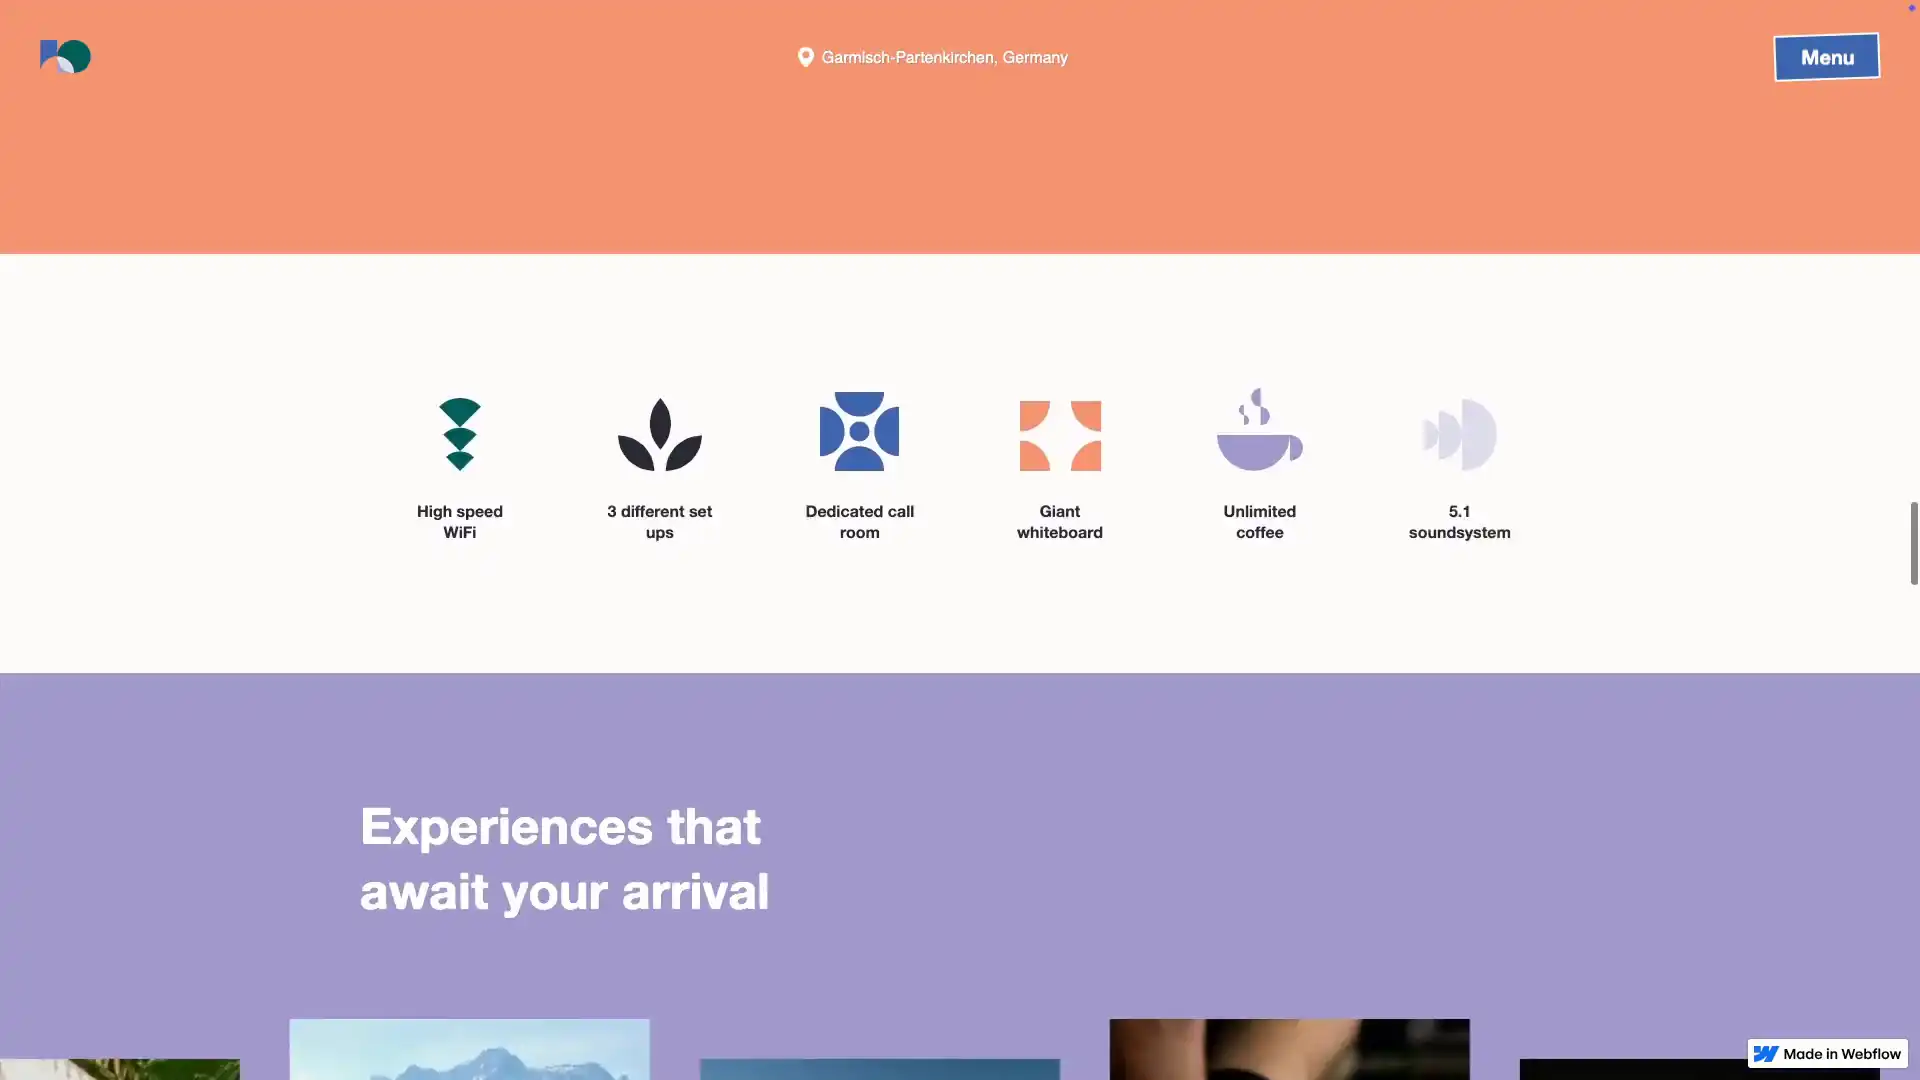 Garmisch-Partenkirchen, Germany
Menu
High speed
WiFi
3 different set
ups
Dedicated call
room
Giant
whiteboard
Unlimited
coffee
5.1
soundsystem
Experiences that
await your arrival
Made in Webflow